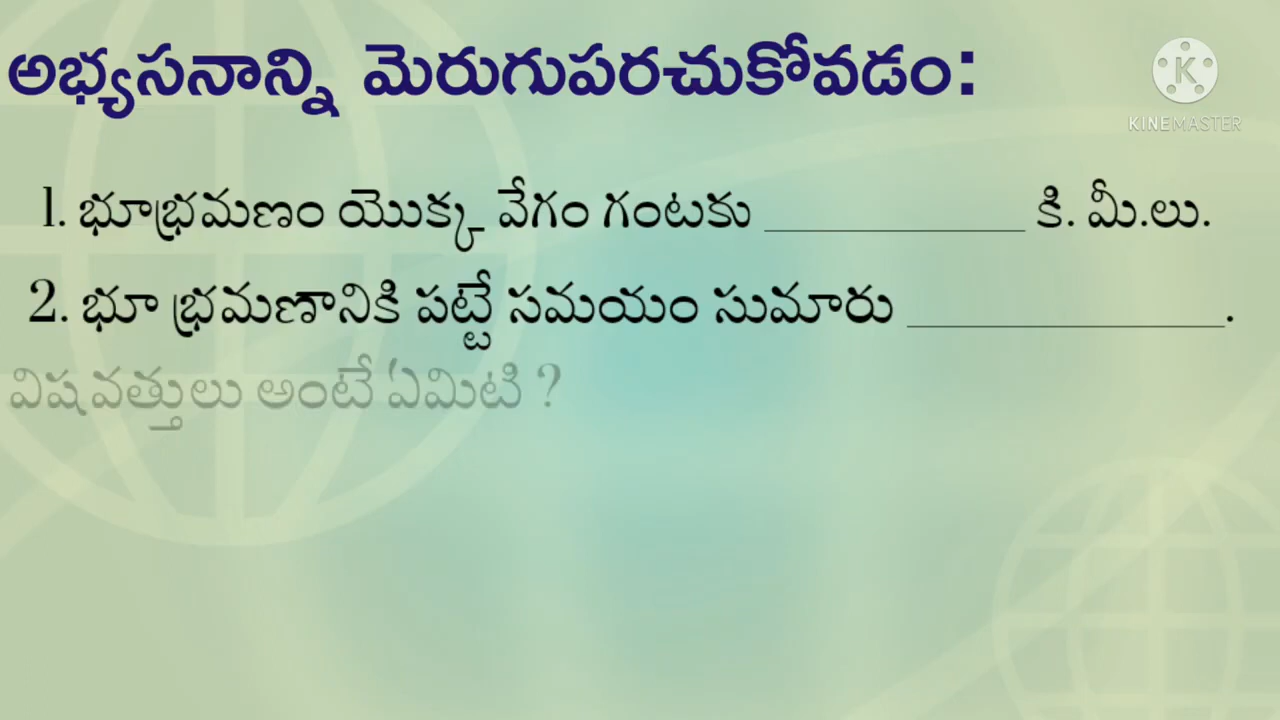 అభ్యసనాన్ని మెరుగుపరచుకోవడం:
KINEMASTER
1. భూభ్రమణం యొక్క వేగం గంటకు ____________ కి. మీ.లు.
2. భూ భ్రమణానికి పట్టే సమయం సుమారు ______________.
విషవత్తులు అంటే ఏమిటి ?